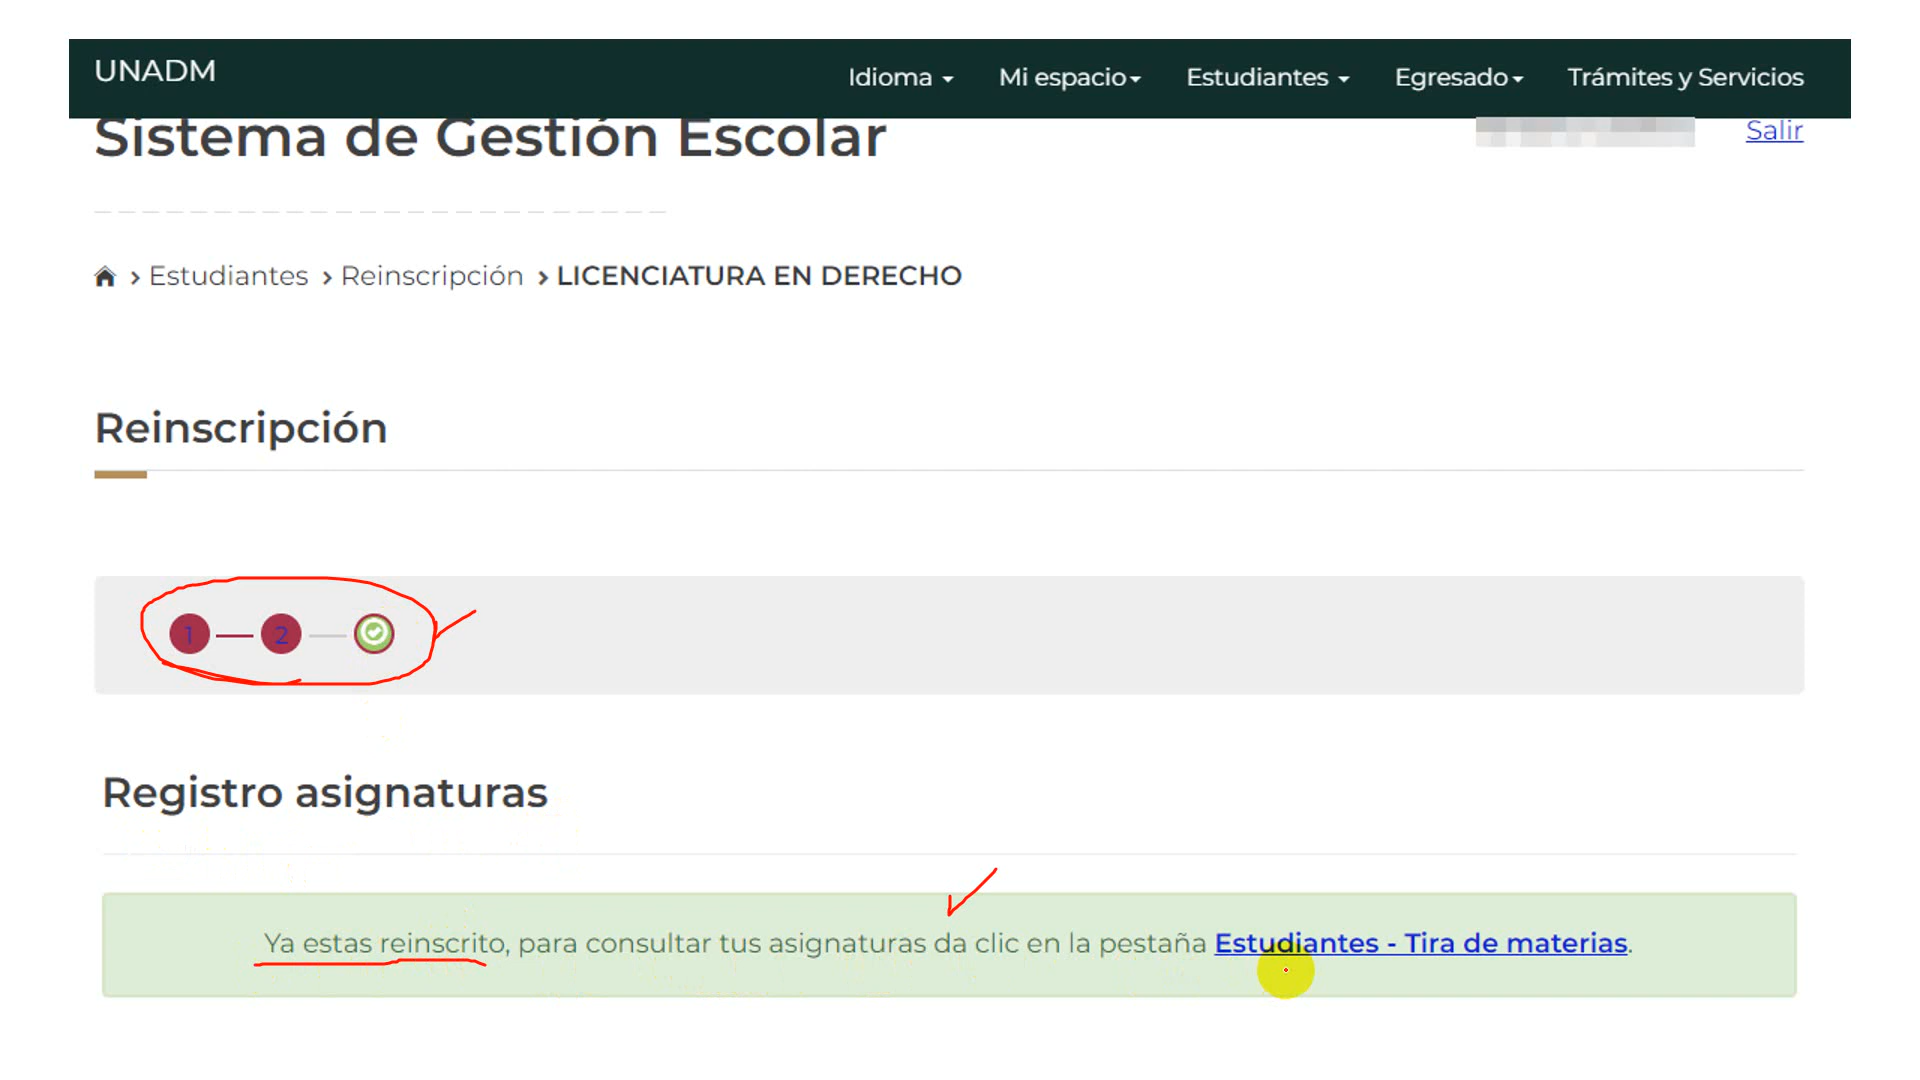 UNADM
Idioma Mi espacio Estudiantes Egresado Trámites y Servicios
Sistema de Gestión Escolar
Salir
Estudiantes > Reinscripción > LICENCIATURA EN DERECHO
Reinscripción
1 2
Registro asignaturas
Ya estas reinscrito, para consultar tus asignaturas da clic en la pestaña Estudiantes - Tira de materias.